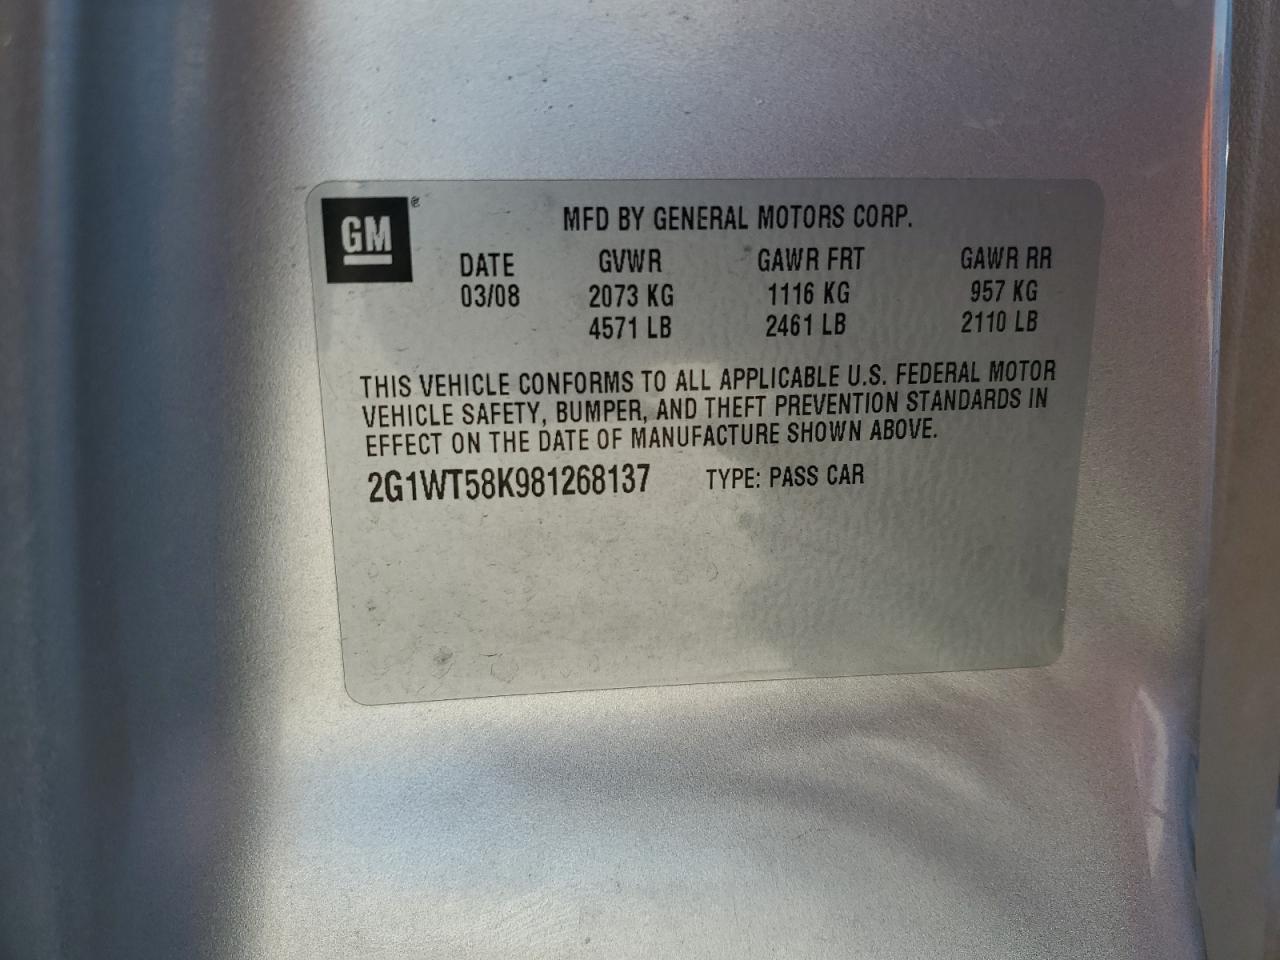 GM ®
MFD BY GENERAL MOTORS CORP.
DATE GVWR GAWR FRT GAWR RR
03/08 2073 KG 1116 KG 957 KG
4571 LB 2461 LB 2110 LB
THIS VEHICLE CONFORMS TO ALL APPLICABLE U.S. FEDERAL MOTOR
VEHICLE SAFETY, BUMPER, AND THEFT PREVENTION STANDARDS IN
EFFECT ON THE DATE OF MANUFACTURE SHOWN ABOVE.
2G1WT58K981268137 TYPE: PASS CAR